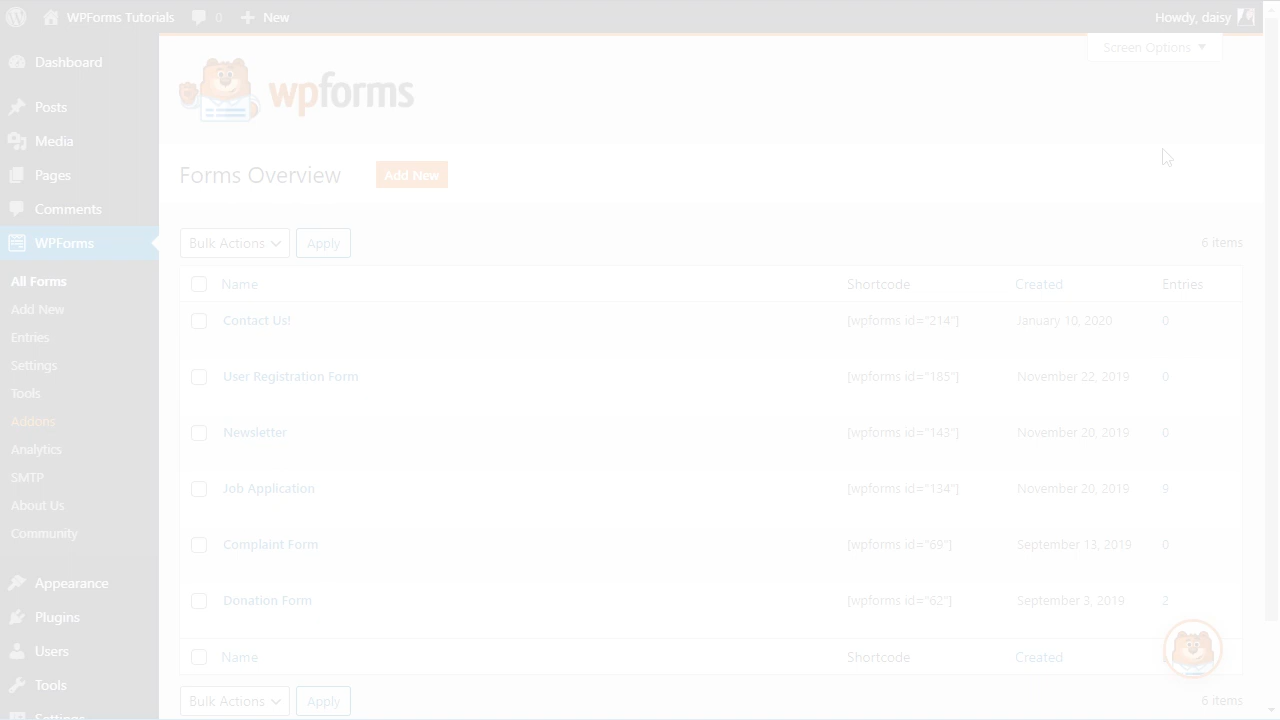 WPForms Tutorials 0 New Howdy, daisy
Screen Options
Dashboard
Posts
Media
Pages
Comments
WPForms
All Forms
Add New
Entries
Settings
Tools
Addons
Analytics
SMTP
About Us
Community
Appearance
Plugins
Users
Tools
Settings
wpforms
Forms Overview Add New
Bulk Actions Apply 6 items
Name Shortcode Created Entries
Contact Us! [wpforms id="214"] January 10, 2020 0
User Registration Form [wpforms id="185"] November 22, 2019 0
Newsletter [wpforms id="143"] November 20, 2019 0
Job Application [wpforms id="134"] November 20, 2019 9
Complaint Form [wpforms id="69"] September 13, 2019 0
Donation Form [wpforms id="62"] September 3, 2019 2
Name Shortcode Created
Bulk Actions Apply 6 items